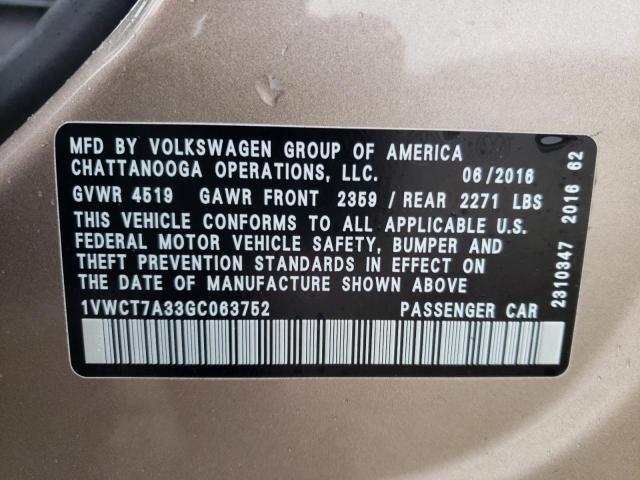 MFD BY VOLKSWAGEN GROUP OF AMERICA
CHATTANOOGA OPERATIONS, LLC. 06/2016
GVWR 4519 GAWR FRONT 2359 / REAR 2271 LBS
THIS VEHICLE CONFORMS TO ALL APPLICABLE U.S.
FEDERAL MOTOR VEHICLE SAFETY, BUMPER AND
THEFT PREVENTION STANDARDS IN EFFECT ON
THE DATE OF MANUFACTURE SHOWN ABOVE
1VWCT7A33GC063752 PASSENGER CAR
2310347 2016 62